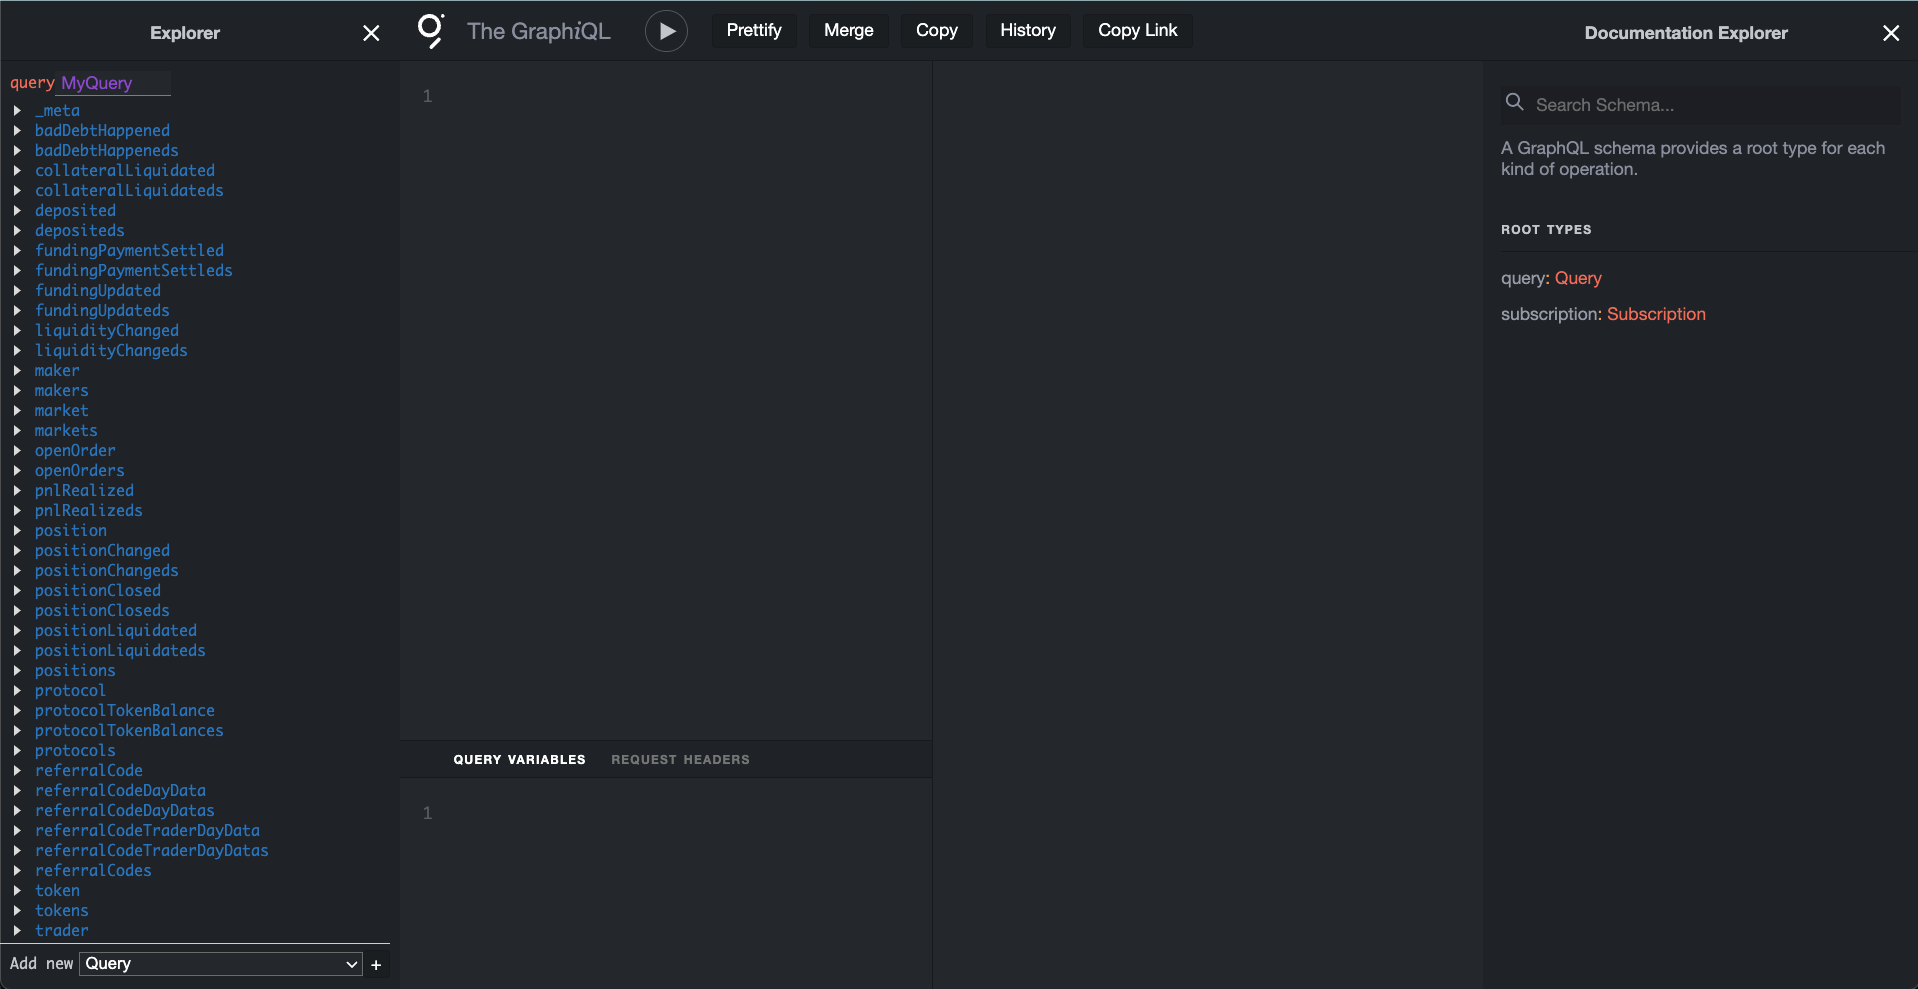 Explorer
query MyQuery
_meta
badDebtHappened
badDebtHappeneds
collateralLiquidated
collateralLiquidateds
deposited
depositeds
fundingPaymentSettled
fundingPaymentSettleds
fundingUpdated
fundingUpdateds
liquidityChanged
liquidityChangeds
maker
makers
market
markets
openOrder
openOrders
pnlRealized
pnlRealizeds
position
positionChanged
positionChangeds
positionClosed
positionCloseds
positionLiquidated
positionLiquidateds
positions
protocol
protocolTokenBalance
protocolTokenBalances
protocols
referralCode
referralCodeDayData
referralCodeDayDatas
referralCodeTraderDayData
referralCodeTraderDayDatas
referralCodes
token
tokens
trader
Add new Query +
The GraphiQL Prettify Merge Copy History Copy Link
1
QUERY VARIABLES REQUEST HEADERS
1
Documentation Explorer
Search Schema...
A GraphQL schema provides a root type for each
kind of operation.
ROOT TYPES
query: Query
subscription: Subscription